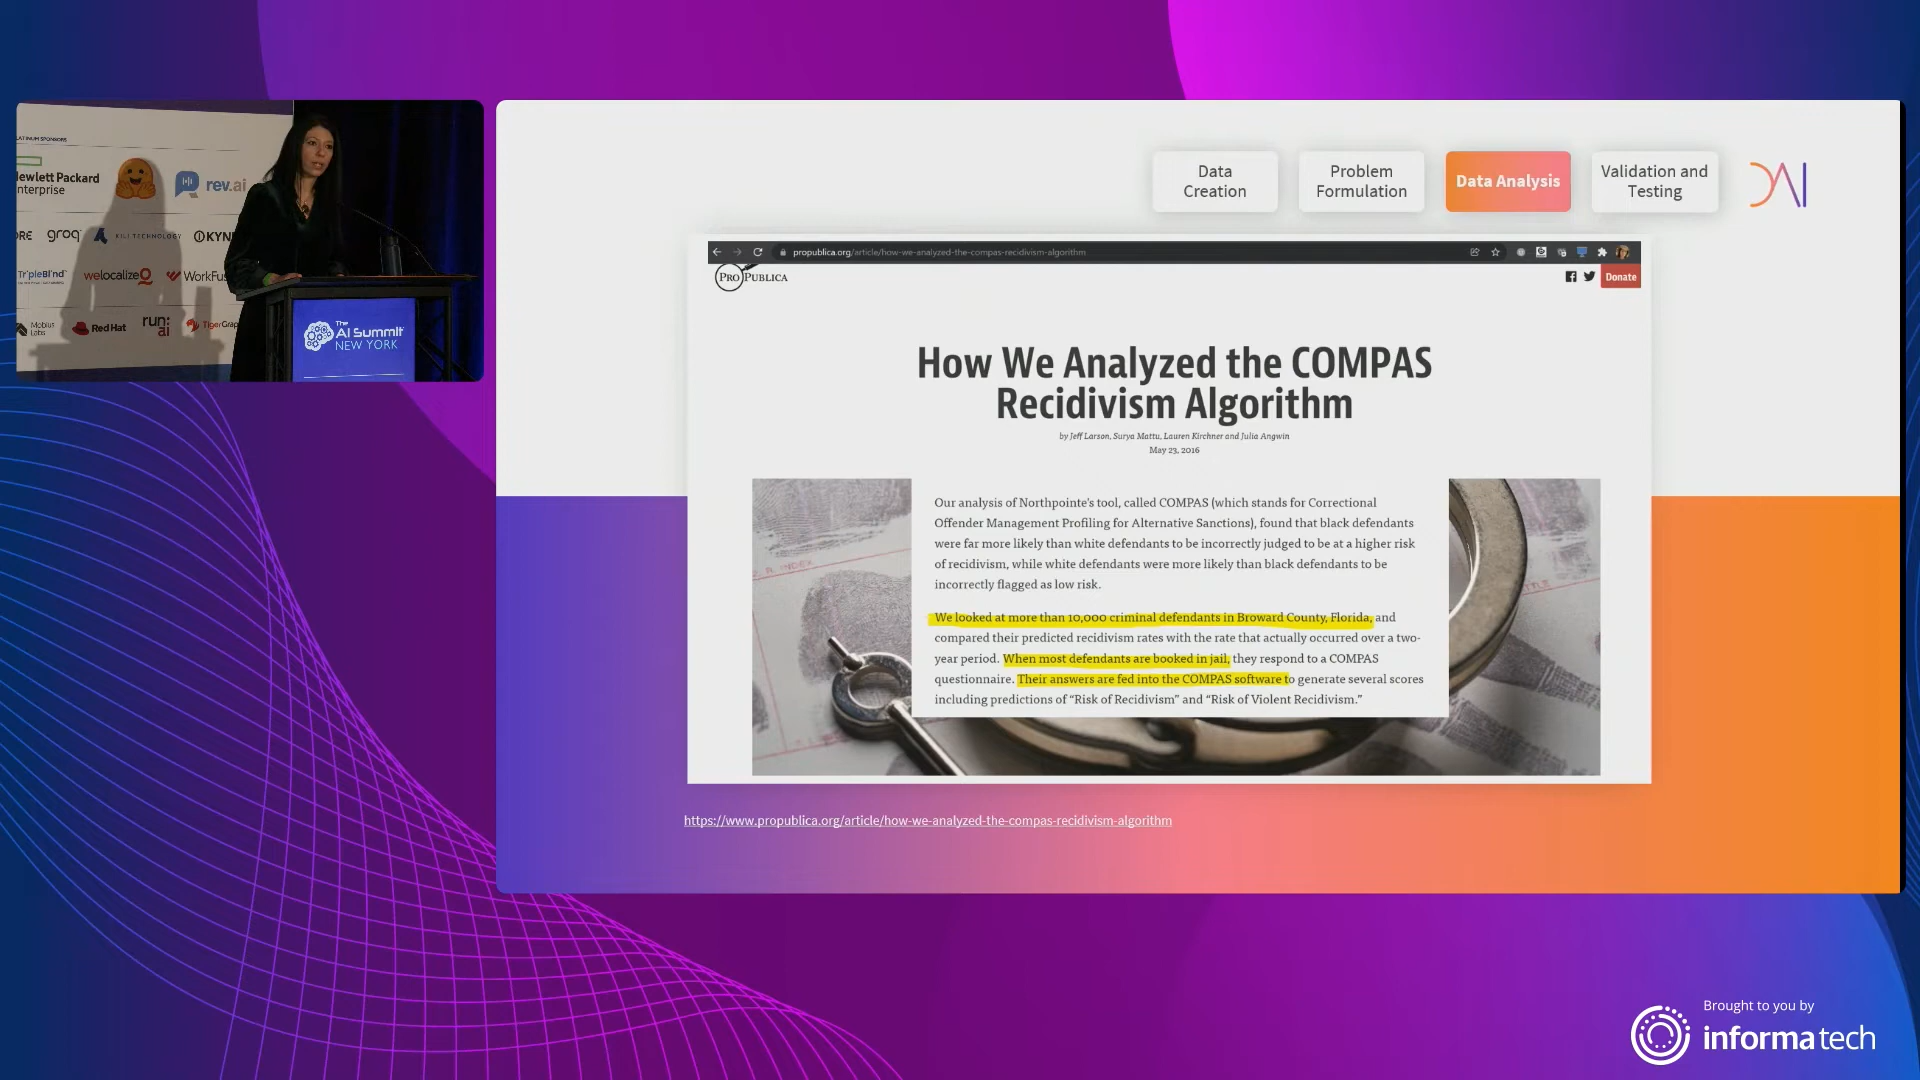 PLATINUM SPONSORS
Hewlett Packard
Enterprise
rev.ai
groq
KILI TECHNOLOGY
TripleBlind
welocalize
Mobius
Labs
Red Hat
run:
ai
The
AI SummIt
NEW YORK
Data
Creation
Problem
Formulation
Data Analysis
Validation and
Testing
DAI
propublica.org/article/how-we-analyzed-the-compas-recidivism-algorithm
PROPUBLICA
Donate
How We Analyzed the COMPAS
Recidivism Algorithm
by Jeff Larson, Surya Mattu, Lauren Kirchner and Julia Angwin
May 23, 2016
Our analysis of Northpointe's tool, called COMPAS (which stands for Correctional
Offender Management Profiling for Alternative Sanctions), found that black defendants
were far more likely than white defendants to be incorrectly judged to be at a higher risk
of recidivism, while white defendants were more likely than black defendants to be
incorrectly flagged as low risk.
We looked at more than 10,000 criminal defendants in Broward County, Florida, and
compared their predicted recidivism rates with the rate that actually occurred over a two-
year period. When most defendants are booked in jail, they respond to a COMPAS
questionnaire. Their answers are fed into the COMPAS software to generate several scores
including predictions of “Risk of Recidivism” and “Risk of Violent Recidivism.”
https://www.propublica.org/article/how-we-analyzed-the-compas-recidivism-algorithm
Brought to you by
informa tech